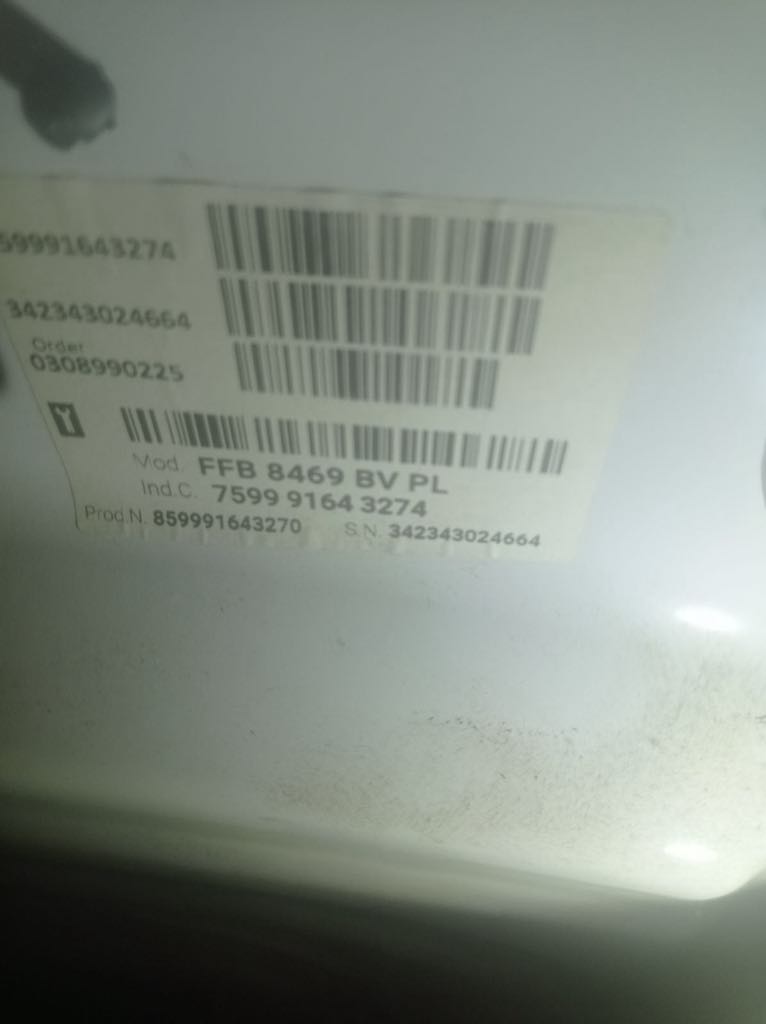 59991643274
342343024664
Order
0308990225
Mod. FFB 8469 BV PL
Ind.C. 7599 9164 3274
Prod.N. 859991643270 S.N. 342343024664